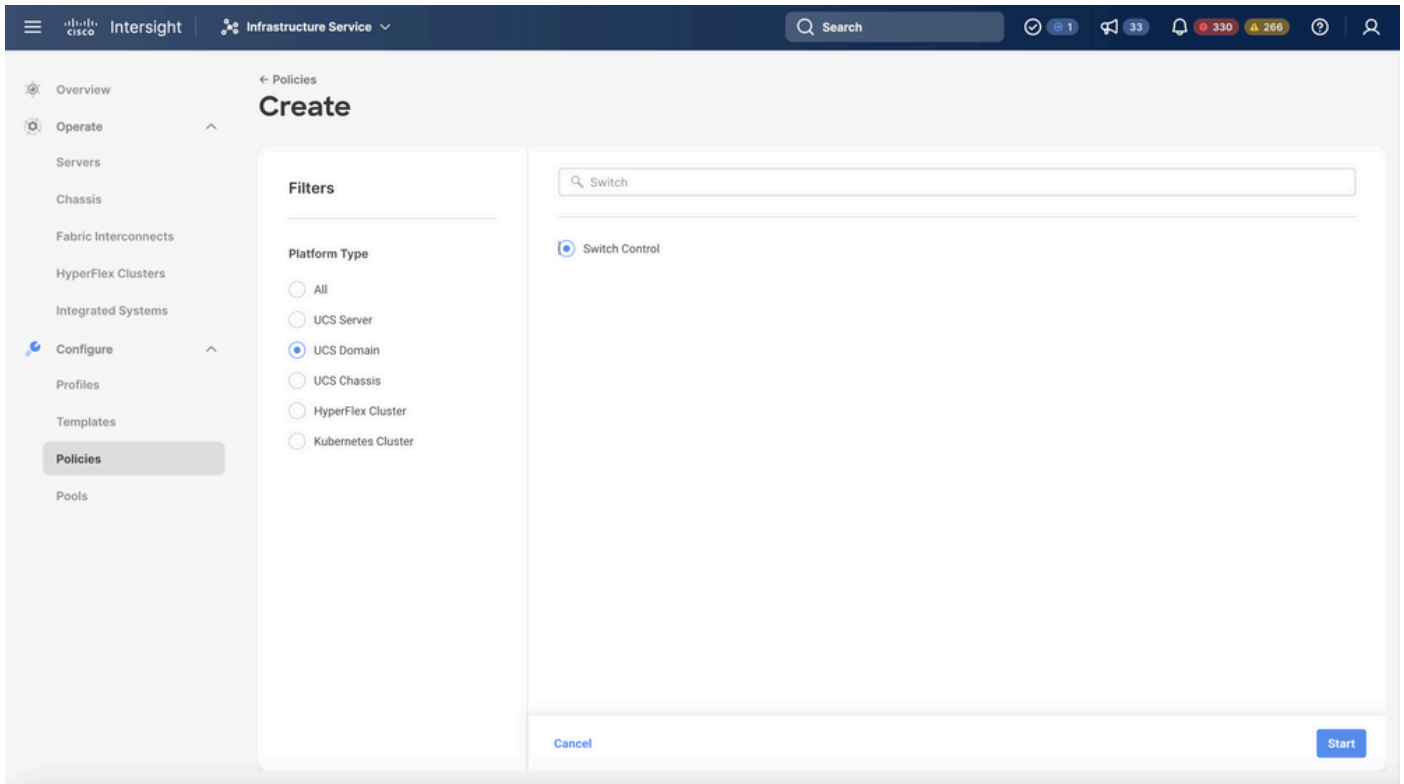 cisco Intersight Infrastructure Service Search 1 33 330 266
Overview
Operate
Servers
Chassis
Fabric Interconnects
HyperFlex Clusters
Integrated Systems
Configure
Profiles
Templates
Policies
Pools
← Policies
Create
Filters
Platform Type
All
UCS Server
UCS Domain
UCS Chassis
HyperFlex Cluster
Kubernetes Cluster
Switch
Switch Control
Cancel Start